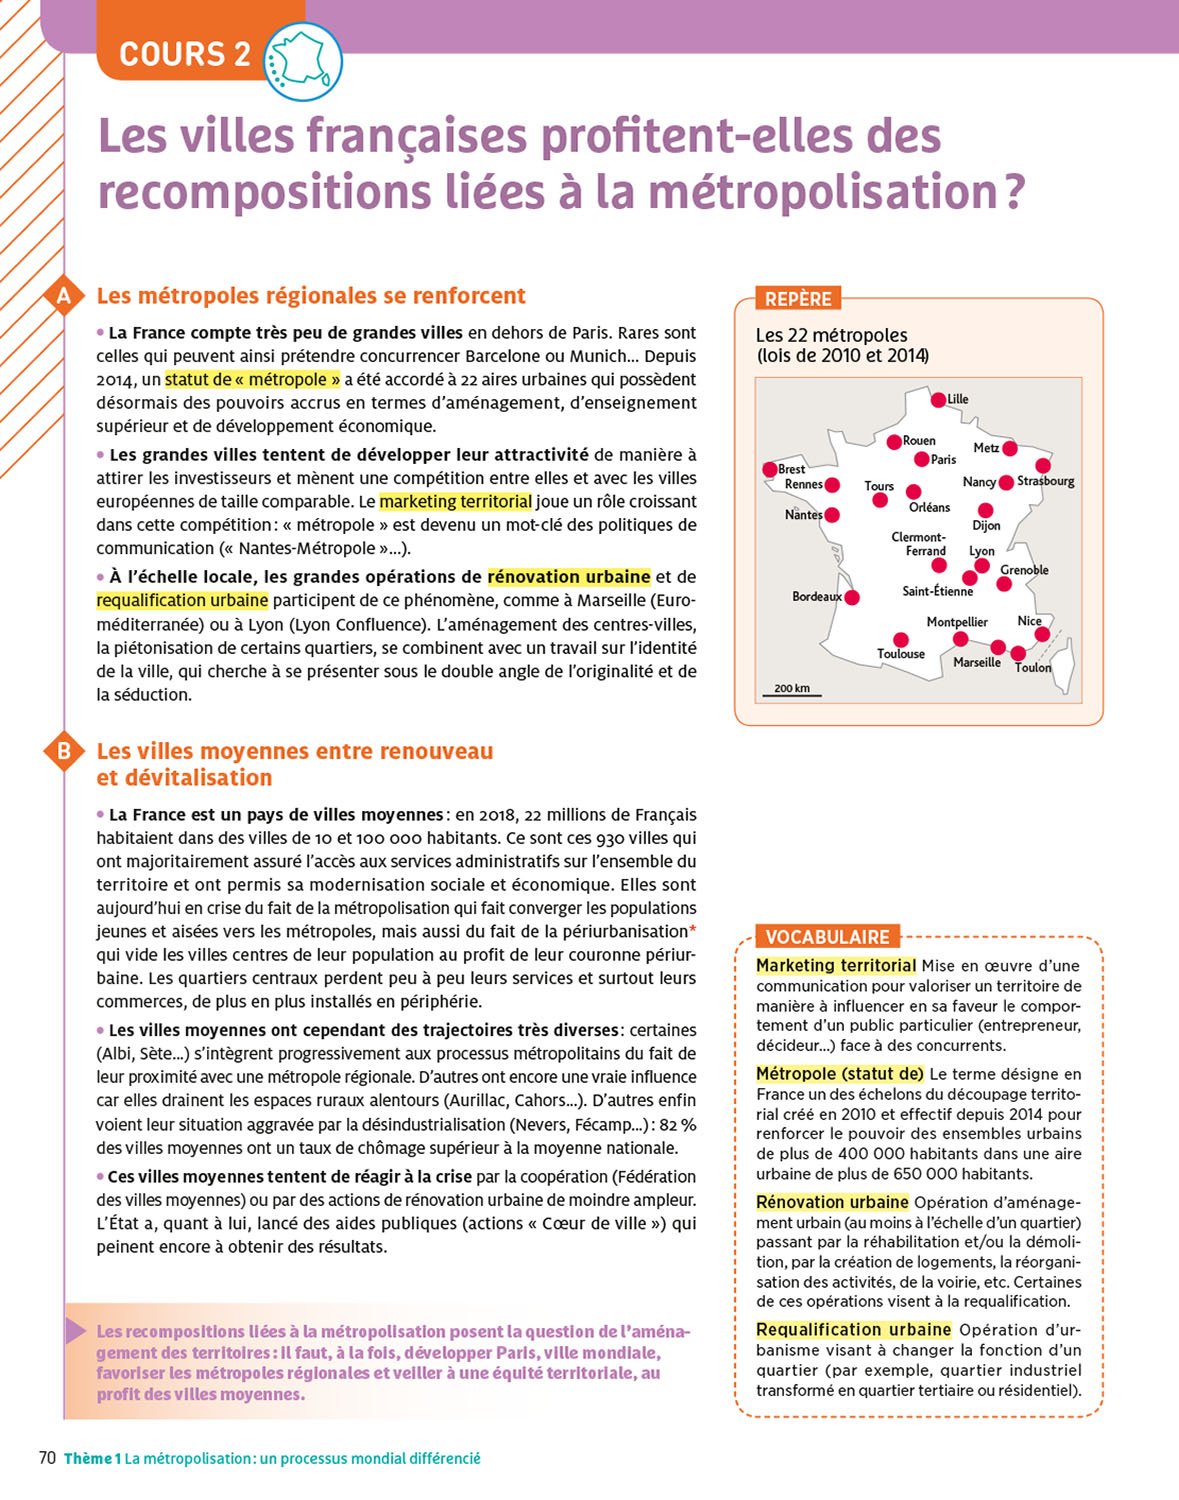 COURS 2
Les villes françaises profitent-elles des
recompositions liées à la métropolisation ?
A
Les métropoles régionales se renforcent
• La France compte très peu de grandes villes en dehors de Paris. Rares sont
celles qui peuvent ainsi prétendre concurrencer Barcelone ou Munich... Depuis
2014, un statut de « métropole » a été accordé à 22 aires urbaines qui possèdent
désormais des pouvoirs accrus en termes d'aménagement, d'enseignement
supérieur et de développement économique.
• Les grandes villes tentent de développer leur attractivité de manière à
attirer les investisseurs et mènent une compétition entre elles et avec les villes
européennes de taille comparable. Le marketing territorial joue un rôle croissant
dans cette compétition : « métropole » est devenu un mot-clé des politiques de
communication (« Nantes-Métropole »...).
• À l'échelle locale, les grandes opérations de rénovation urbaine et de
requalification urbaine participent de ce phénomène, comme à Marseille (Euro-
méditerranée) ou à Lyon (Lyon Confluence). L'aménagement des centres-villes,
la piétonisation de certains quartiers, se combinent avec un travail sur l'identité
de la ville, qui cherche à se présenter sous le double angle de l'originalité et de
la séduction.
B
Les villes moyennes entre renouveau
et dévitalisation
• La France est un pays de villes moyennes : en 2018, 22 millions de Français
habitaient dans des villes de 10 et 100 000 habitants. Ce sont ces 930 villes qui
ont majoritairement assuré l'accès aux services administratifs sur l'ensemble du
territoire et ont permis sa modernisation sociale et économique. Elles sont
aujourd'hui en crise du fait de la métropolisation qui fait converger les populations
jeunes et aisées vers les métropoles, mais aussi du fait de la périurbanisation*
qui vide les villes centres de leur population au profit de leur couronne périur-
baine. Les quartiers centraux perdent peu à peu leurs services et surtout leurs
commerces, de plus en plus installés en périphérie.
• Les villes moyennes ont cependant des trajectoires très diverses : certaines
(Albi, Sète...) s'intègrent progressivement aux processus métropolitains du fait de
leur proximité avec une métropole régionale. D'autres ont encore une vraie influence
car elles drainent les espaces ruraux alentours (Aurillac, Cahors...). D'autres enfin
voient leur situation aggravée par la désindustrialisation (Nevers, Fécamp...) : 82 %
des villes moyennes ont un taux de chômage supérieur à la moyenne nationale.
• Ces villes moyennes tentent de réagir à la crise par la coopération (Fédération
des villes moyennes) ou par des actions de rénovation urbaine de moindre ampleur.
L'État a, quant à lui, lancé des aides publiques (actions « Cœur de ville ») qui
peinent encore à obtenir des résultats.
Les recompositions liées à la métropolisation posent la question de l'aména-
gement des territoires : il faut, à la fois, développer Paris, ville mondiale,
favoriser les métropoles régionales et veiller à une équité territoriale, au
profit des villes moyennes.
REPÈRE
Les 22 métropoles
(lois de 2010 et 2014)
Lille
Rouen
Paris
Metz
Brest
Rennes
Tours
Nancy
Strasbourg
Orléans
Nantes
Dijon
Clermont-
Ferrand
Lyon
Grenoble
Saint-Étienne
Bordeaux
Montpellier
Nice
Toulouse
Marseille
Toulon
200 km
VOCABULAIRE
Marketing territorial Mise en œuvre d'une
communication pour valoriser un territoire de
manière à influencer en sa faveur le compor-
tement d'un public particulier (entrepreneur,
décideur...) face à des concurrents.
Métropole (statut de) Le terme désigne en
France un des échelons du découpage territo-
rial créé en 2010 et effectif depuis 2014 pour
renforcer le pouvoir des ensembles urbains
de plus de 400 000 habitants dans une aire
urbaine de plus de 650 000 habitants.
Rénovation urbaine Opération d'aménage-
ment urbain (au moins à l'échelle d'un quartier)
passant par la réhabilitation et/ou la démoli-
tion, par la création de logements, la réorgani-
sation des activités, de la voirie, etc. Certaines
de ces opérations visent à la requalification.
Requalification urbaine Opération d'ur-
banisme visant à changer la fonction d'un
quartier (par exemple, quartier industriel
transformé en quartier tertiaire ou résidentiel).
70 Thème 1 La métropolisation : un processus mondial différencié